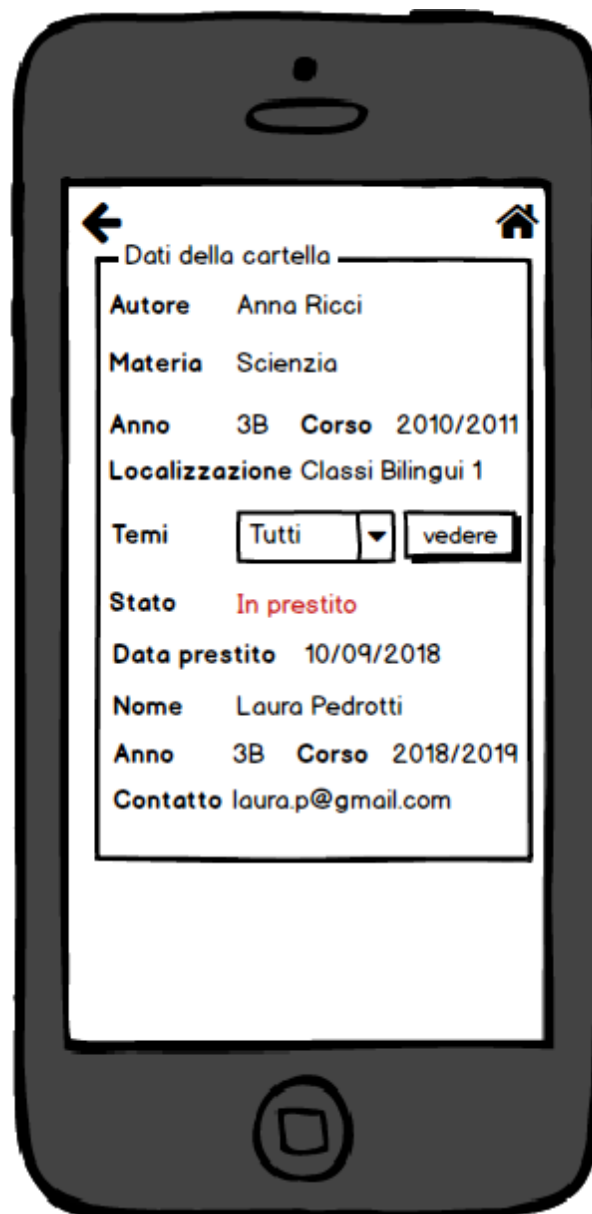 Dati della cartella
Autore Anna Ricci
Materia Scienzia
Anno 3B Corso 2010/2011
Localizzazione Classi Bilingui 1
Temi Tutti vedere
Stato In prestito
Data prestito 10/09/2018
Nome Laura Pedrotti
Anno 3B Corso 2018/2019
Contatto laura.p@gmail.com